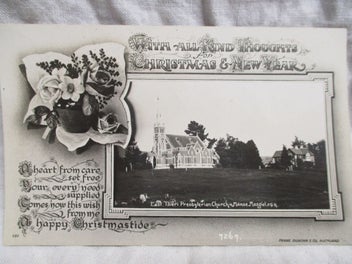 With all Kind Thoughts
for
Christmas & New Year
A heart from care
set free
Your every need
supplied
Comes now this wish
from me
A happy Christmastide
East Taieri Presbyterian Church & Manse, Mosgiel,
7267.
Frank Duncan & Co. Auckland